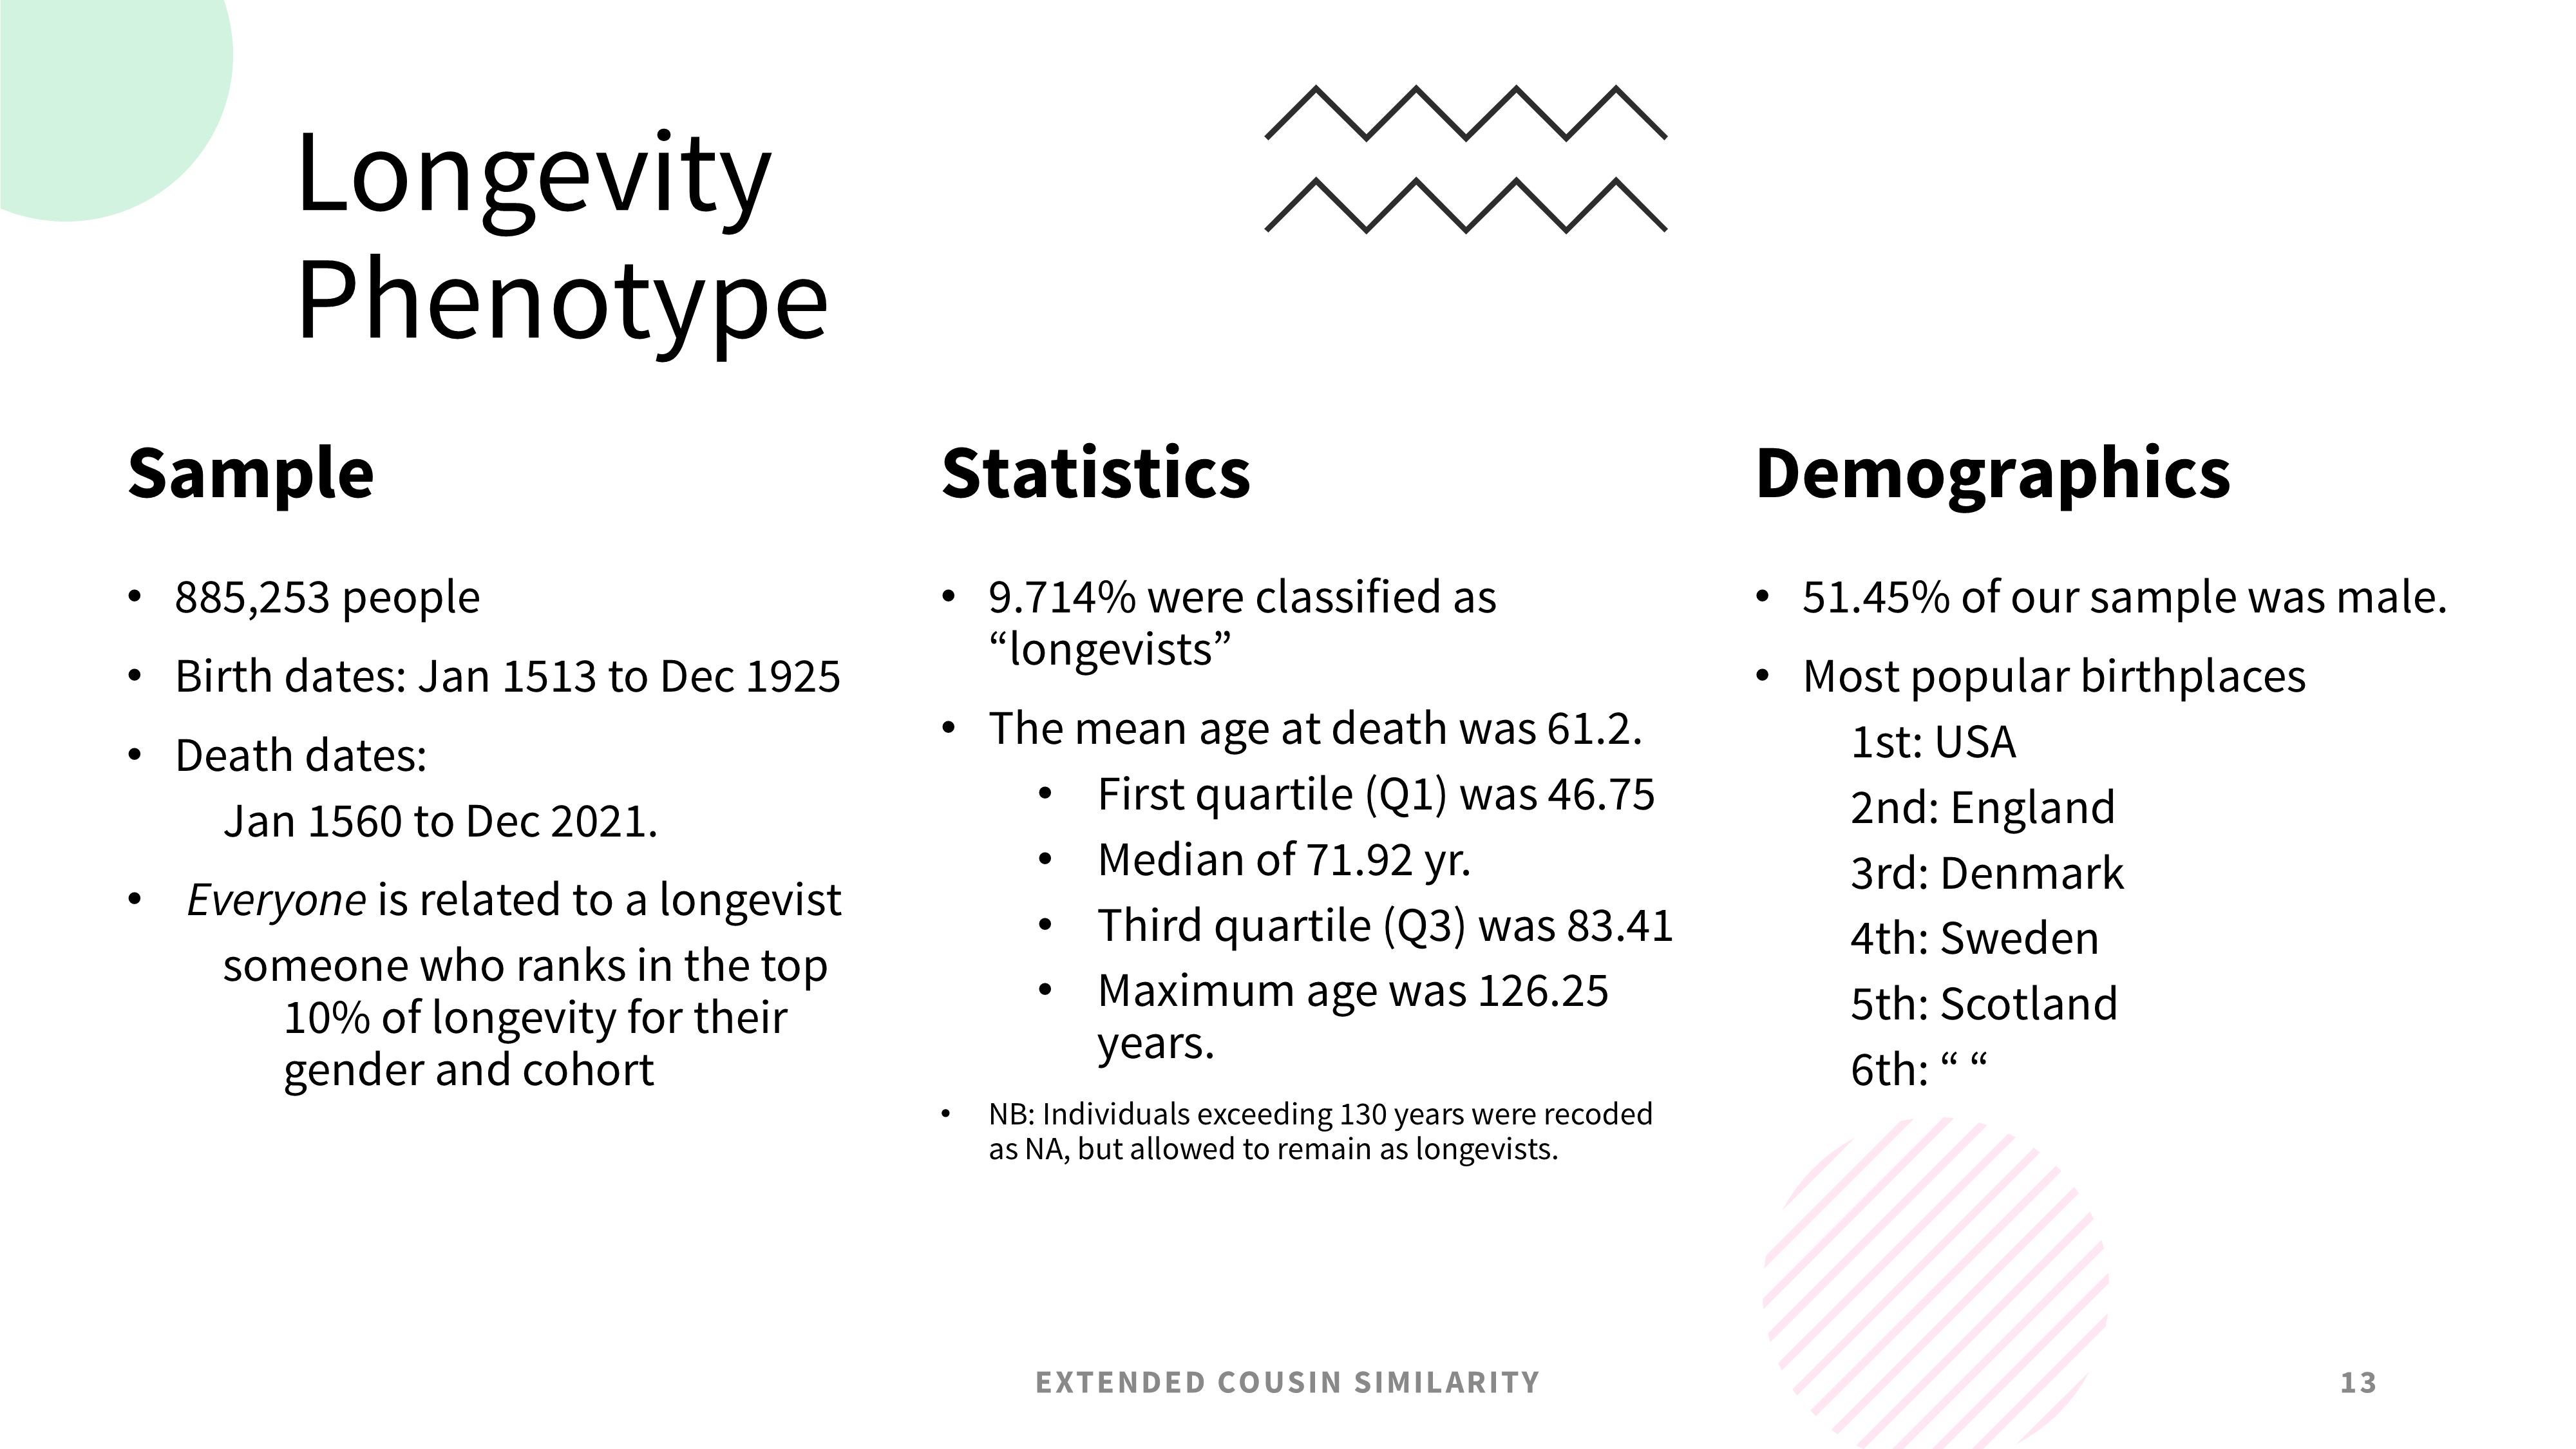 Longevity
Phenotype
Sample
• 885,253 people
• Birth dates: Jan 1513 to Dec 1925
• Death dates:
Jan 1560 to Dec 2021.
• Everyone is related to a longevist
someone who ranks in the top
10% of longevity for their
gender and cohort
Statistics
• 9.714% were classified as
“longevists”
• The mean age at death was 61.2.
• First quartile (Q1) was 46.75
• Median of 71.92 yr.
• Third quartile (Q3) was 83.41
• Maximum age was 126.25
years.
• NB: Individuals exceeding 130 years were recoded
as NA, but allowed to remain as longevists.
Demographics
• 51.45% of our sample was male.
• Most popular birthplaces
1st: USA
2nd: England
3rd: Denmark
4th: Sweden
5th: Scotland
6th: “ “
EXTENDED COUSIN SIMILARITY
13